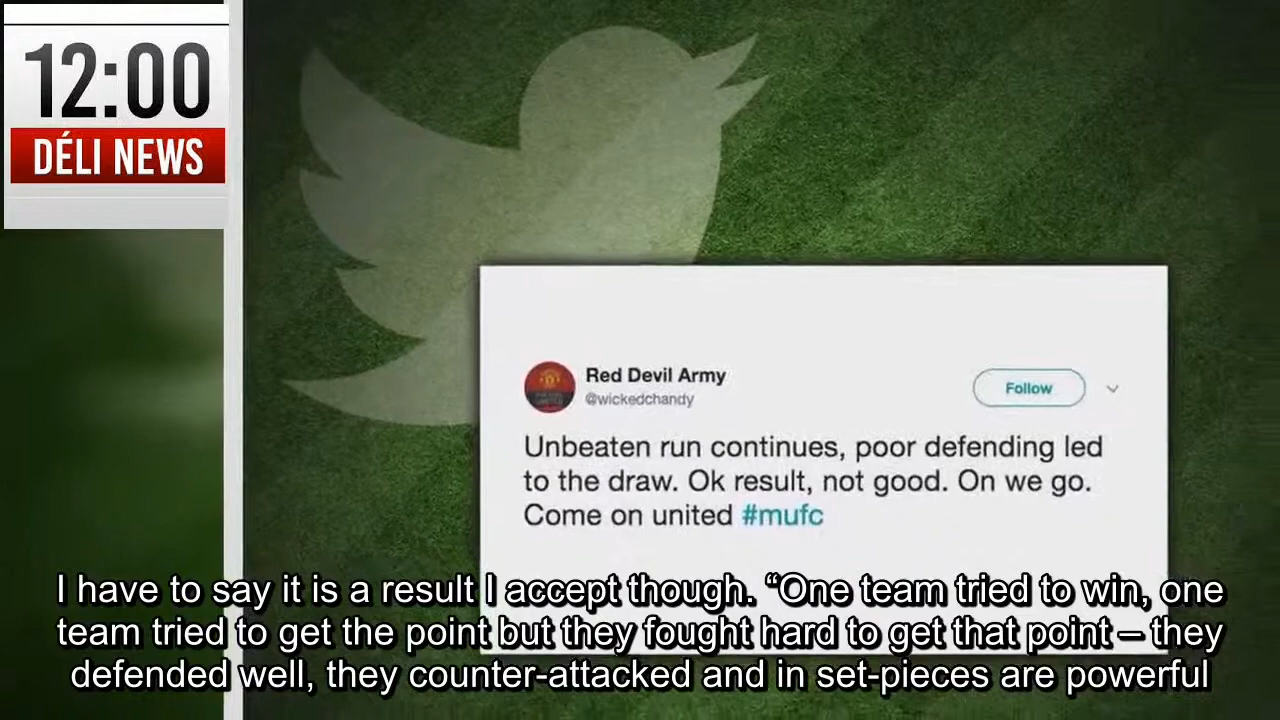 12:00
DÉLI NEWS
Red Devil Army
@wickedchandy
Follow
Unbeaten run continues, poor defending led
to the draw. Ok result, not good. On we go.
Come on united #mufc
I have to say it is a result I accept though. “One team tried to win, one
team tried to get the point but they fought hard to get that point – they
defended well, they counter-attacked and in set-pieces are powerful